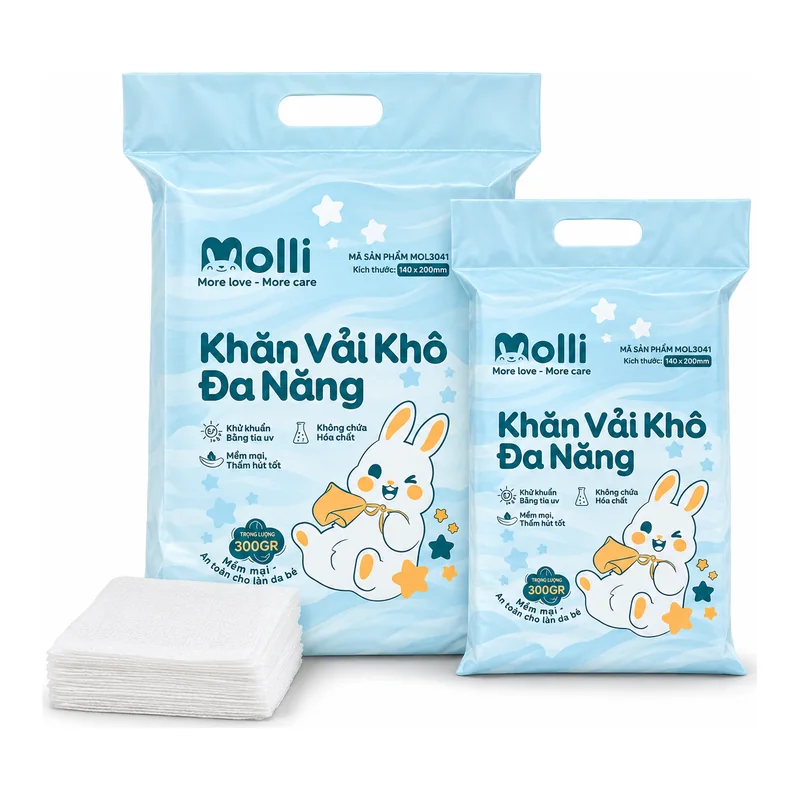 Molli
More love - More care
MÃ SẢN PHẨM MOL3041
Kích thước: 140 x 200mm
Khăn Vải Khô
Đa Năng
Khử khuẩn
Bằng tia uv
Không chứa
Hóa chất
Mềm mại,
Thấm hút tốt
TRỌNG LƯỢNG
300GR
Mềm mại -
An toàn cho làn da bé
Molli
More love - More care
MÃ SẢN PHẨM MOL3041
Kích thước: 140 x 200mm
Khăn Vải Khô
Đa Năng
Khử khuẩn
Bằng tia uv
Không chứa
Hóa chất
Mềm mại,
Thấm hút tốt
TRỌNG LƯỢNG
300GR
Mềm mại -
An toàn cho làn da bé